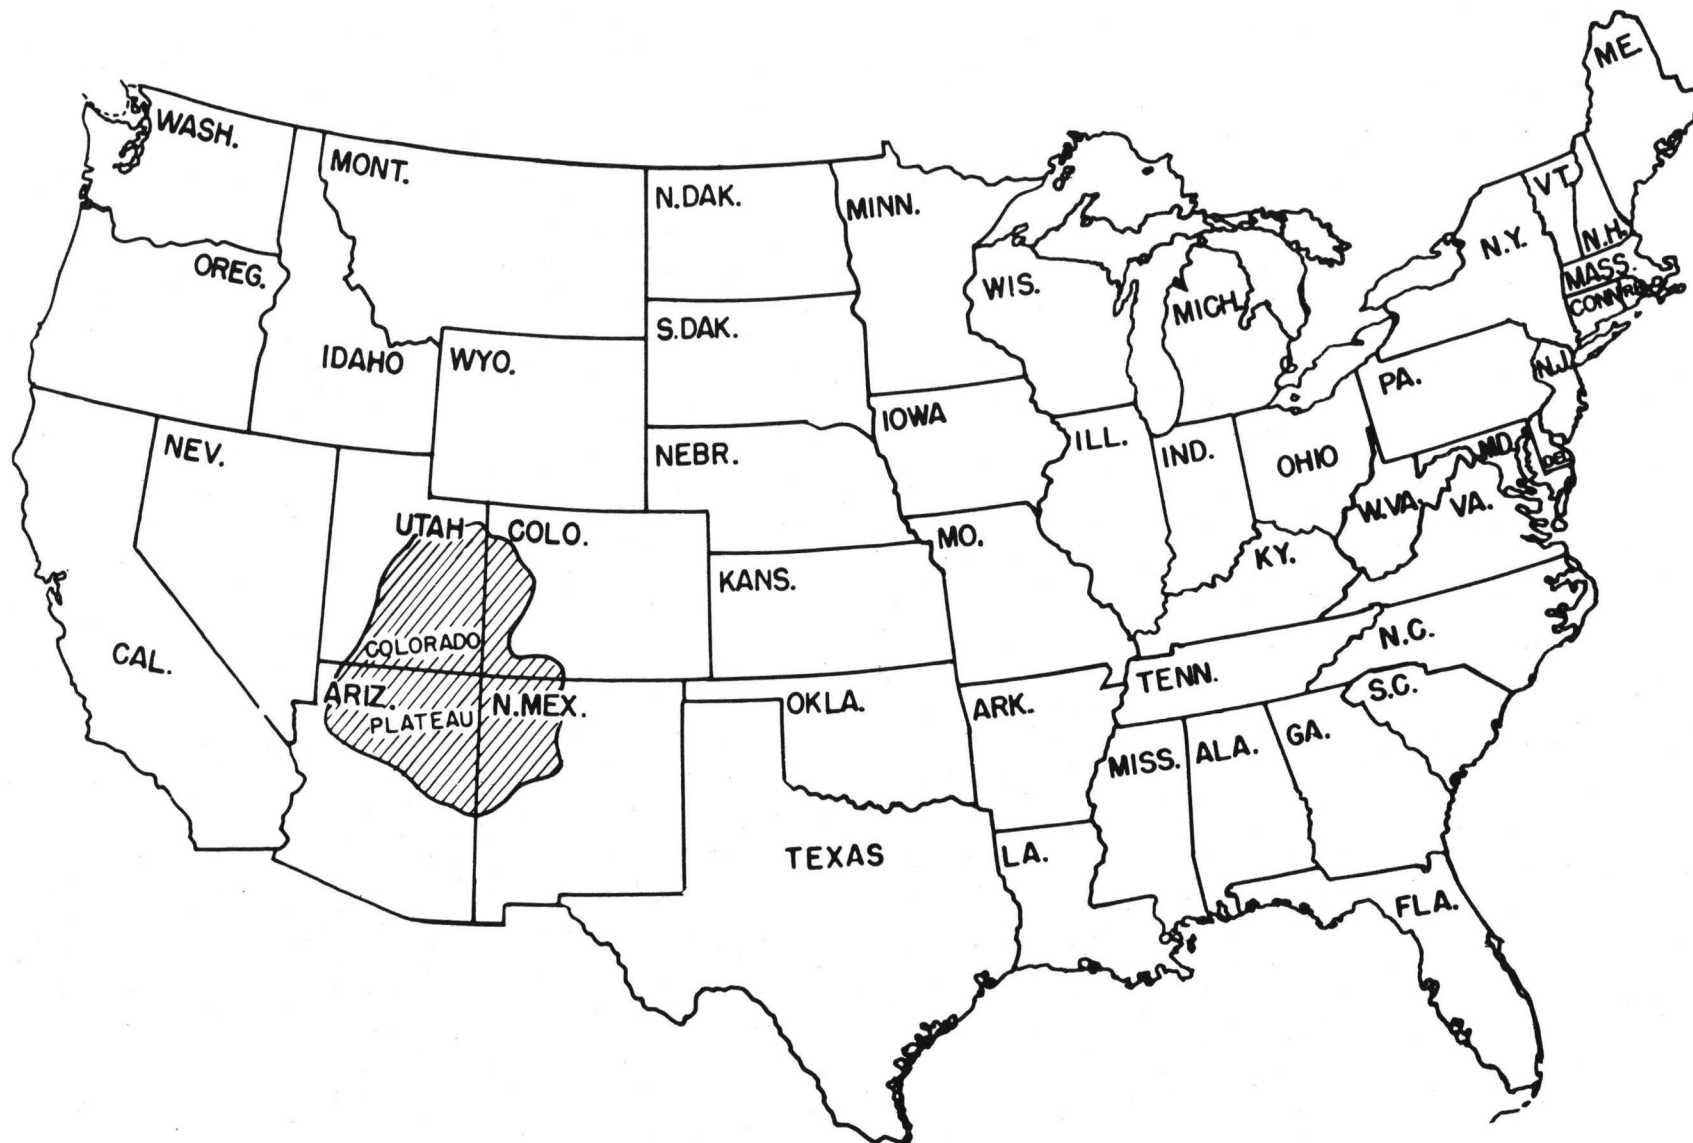 ME.
WASH.
MONT.
VT.
N.DAK.
MINN.
N.Y.
N.H.
OREG.
MASS.
WIS.
CONN.
R.I.
MICH.
S.DAK.
IDAHO
WYO.
N.J.
PA.
IOWA
NEV.
NEBR.
ILL.
IND.
OHIO
MD.
DEL.
W.VA.
VA.
UTAH
COLO.
MO.
KY.
KANS.
COLORADO
CAL.
N.C.
TENN.
S.C.
ARIZ.
N.MEX.
OKLA.
ARK.
PLATEAU
GA.
ALA.
MISS.
TEXAS
LA.
FLA.